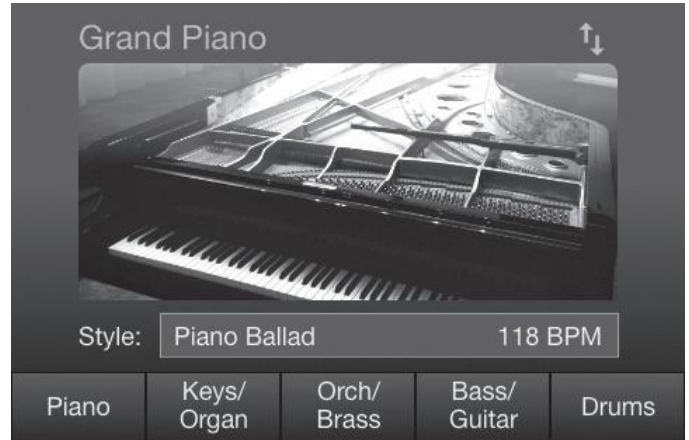 Grand Piano
Style: Piano Ballad 118 BPM
Piano
Keys/
Organ
Orch/
Brass
Bass/
Guitar
Drums